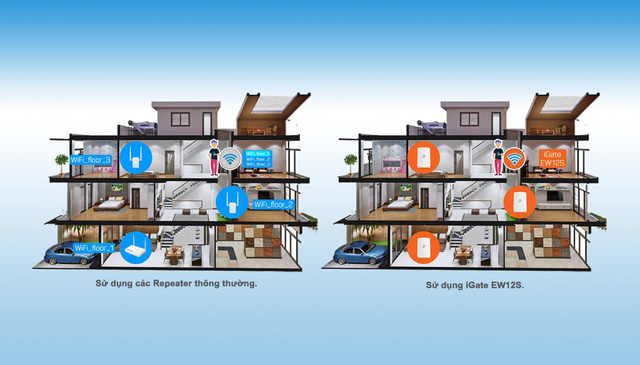 WiFi_floor_3
WiFi_floor_1
WiFi_floor_2
WiFi_floor_3
WiFi_floor_2
WiFi_floor_1
Sử dụng các Repeater thông thường.
iGate
EW12S
Sử dụng iGate EW12S.